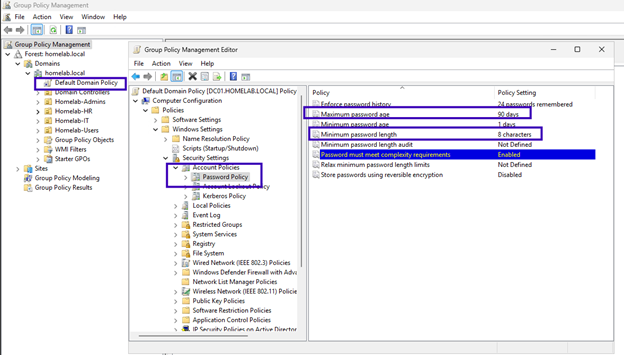 Group Policy Management
File Action View Window Help
Group Policy Management
Forest: homelab.local
Domains
homelab.local
Default Domain Policy
Domain Controllers
Homelab-Admins
Homelab-HR
Homelab-IT
Homelab-Users
Group Policy Objects
WMI Filters
Starter GPOs
Sites
Group Policy Modeling
Group Policy Results
Group Policy Management Editor
File Action View Help
Default Domain Policy [DC01.HOMELAB.LOCAL] Policy
Computer Configuration
Policies
Software Settings
Windows Settings
Name Resolution Policy
Scripts (Startup/Shutdown)
Security Settings
Account Policies
Password Policy
Account Lockout Policy
Kerberos Policy
Local Policies
Event Log
Restricted Groups
System Services
Registry
File System
Wired Network (IEEE 802.3) Policies
Windows Defender Firewall with Adva
Network List Manager Policies
Wireless Network (IEEE 802.11) Policies
Public Key Policies
Software Restriction Policies
Application Control Policies
IP Security Policies on Active Director
Policy Policy Setting
Enforce password history 24 passwords remembered
Maximum password age 90 days
Minimum password age 1 days
Minimum password length 8 characters
Minimum password length audit Not Defined
Password must meet complexity requirements Enabled
Relax minimum password length limits Not Defined
Store passwords using reversible encryption Disabled